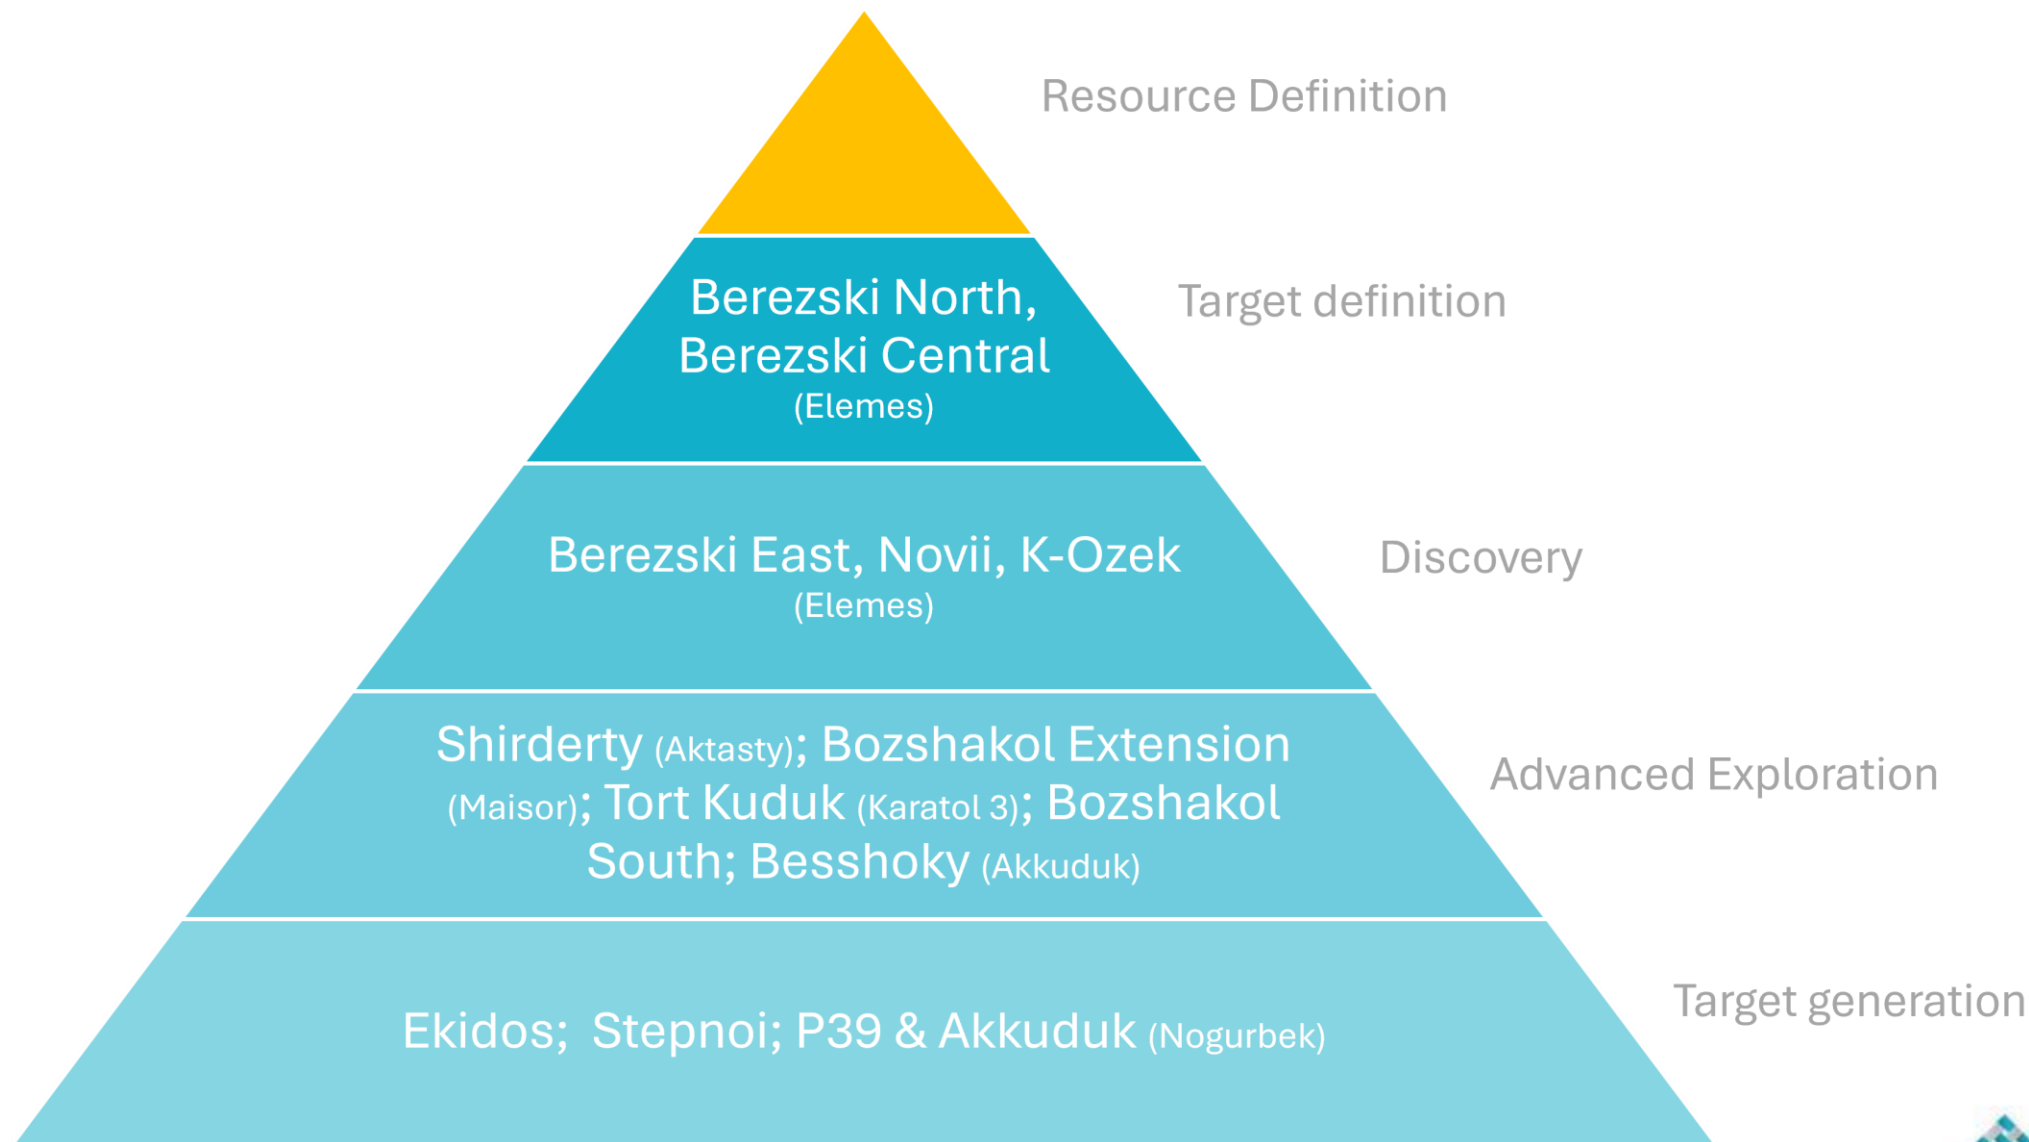 Resource Definition
Berezski North,
Berezski Central
(Elemes)
Target definition
Berezski East, Novii, K-Ozek
(Elemes)
Discovery
Shirderty (Aktasty); Bozshakol Extension
(Maisor); Tort Kuduk (Karatol 3); Bozshakol
South; Besshoky (Akkuduk)
Advanced Exploration
Ekidos;  Stepnoi; P39 & Akkuduk (Nogurbek)
Target generation